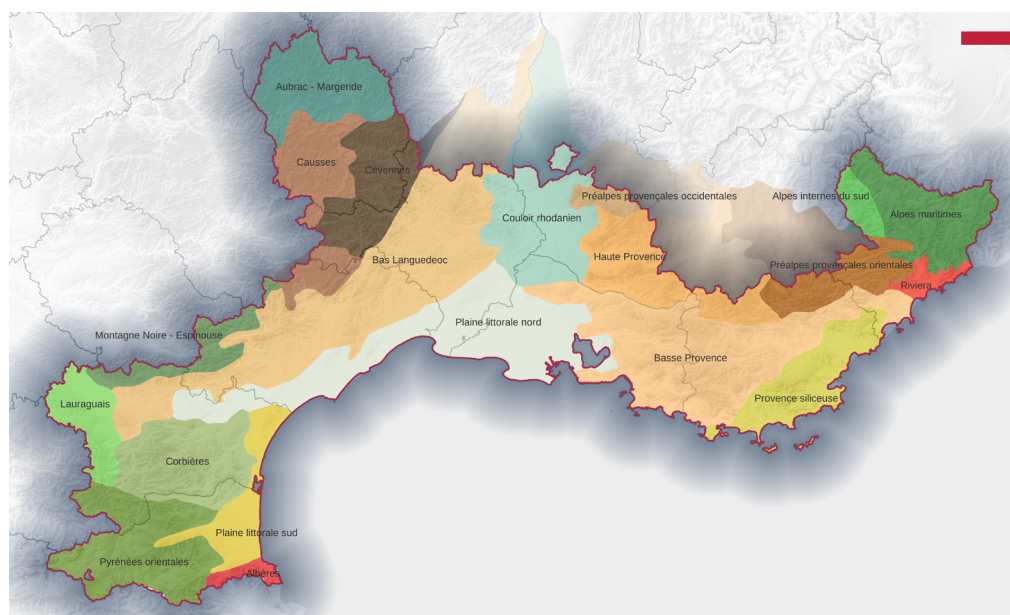 Aubrac - Margeride
Causses
Cévennes
Préalpes provençales occidentales
Alpes internes du sud
Couloir rhodanien
Alpes maritimes
Bas Languedeoc
Haute Provence
Préalpes provençales orientales
Riviera
Plaine littorale nord
Montagne Noire - Espinouse
Basse Provence
Lauraguais
Provence siliceuse
Corbières
Plaine littorale sud
Pyrénées orientales
Albères